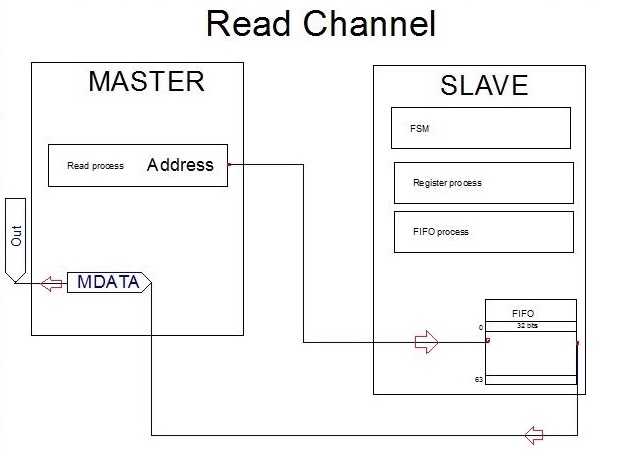 Read Channel
MASTER
Read process Address
Out
MDATA
SLAVE
FSM
Register process
FIFO process
FIFO
0 32 bits
63